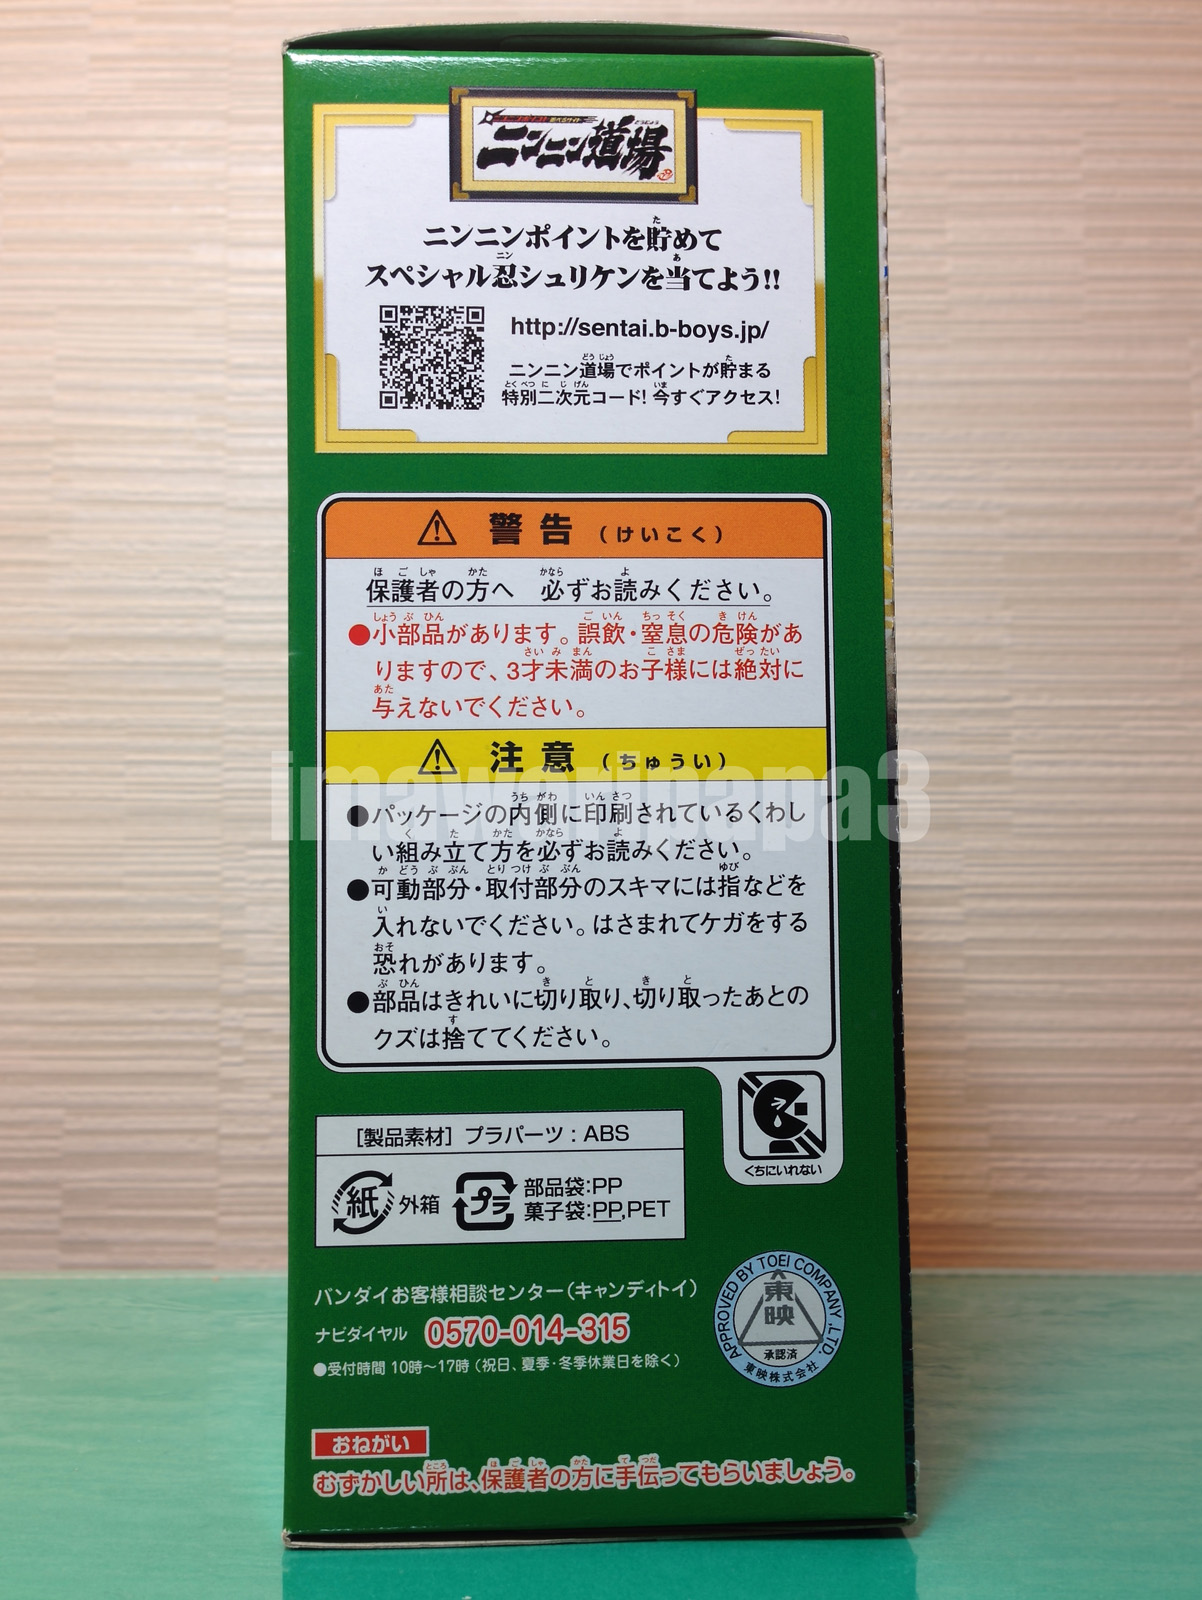 ニンニン道場
ニンニンポイントを貯めて
スペシャル忍シュリケンを当てよう!!
http://sentai.b-boys.jp/
ニンニン道場でポイントが貯まる
特別二次元コード!今すぐアクセス!
警告（けいこく）
保護者の方へ 必ずお読みください。
●小部品があります。誤飲・窒息の危険があ
りますので、3才未満のお子様には絶対に
与えないでください。
注意（ちゅうい）
imaweripapa3
●パッケージの内側に印刷されているくわし
い組み立て方を必ずお読みください。
●可動部分・取付部分のスキマには指などを
入れないでください。はさまれてケガをする
恐れがあります。
●部品はきれいに切り取り、切り取ったあとの
クズは捨ててください。
くちにいれない
[製品素材] プラパーツ：ABS
紙 外箱 プラ 部品袋:PP
菓子袋:PP,PET
APPROVED BY TOEI COMPANY, LTD.
東映
承認済
東映株式会社
バンダイお客様相談センター(キャンディトイ)
ナビダイヤル 0570-014-315
●受付時間 10時～17時（祝日、夏季・冬季休業日を除く）
おねがい
むずかしい所は、保護者の方に手伝ってもらいましょう。